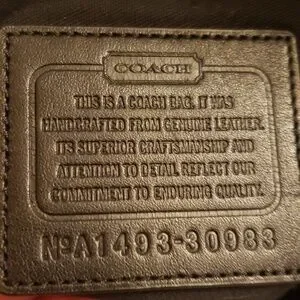 COACH
THIS IS A COACH BAG. IT WAS
HANDCRAFTED FROM GENUINE LEATHER.
ITS SUPERIOR CRAFTSMANSHIP AND
ATTENTION TO DETAIL REFLECT OUR
COMMITMENT TO ENDURING QUALITY.
NºA1493-30983